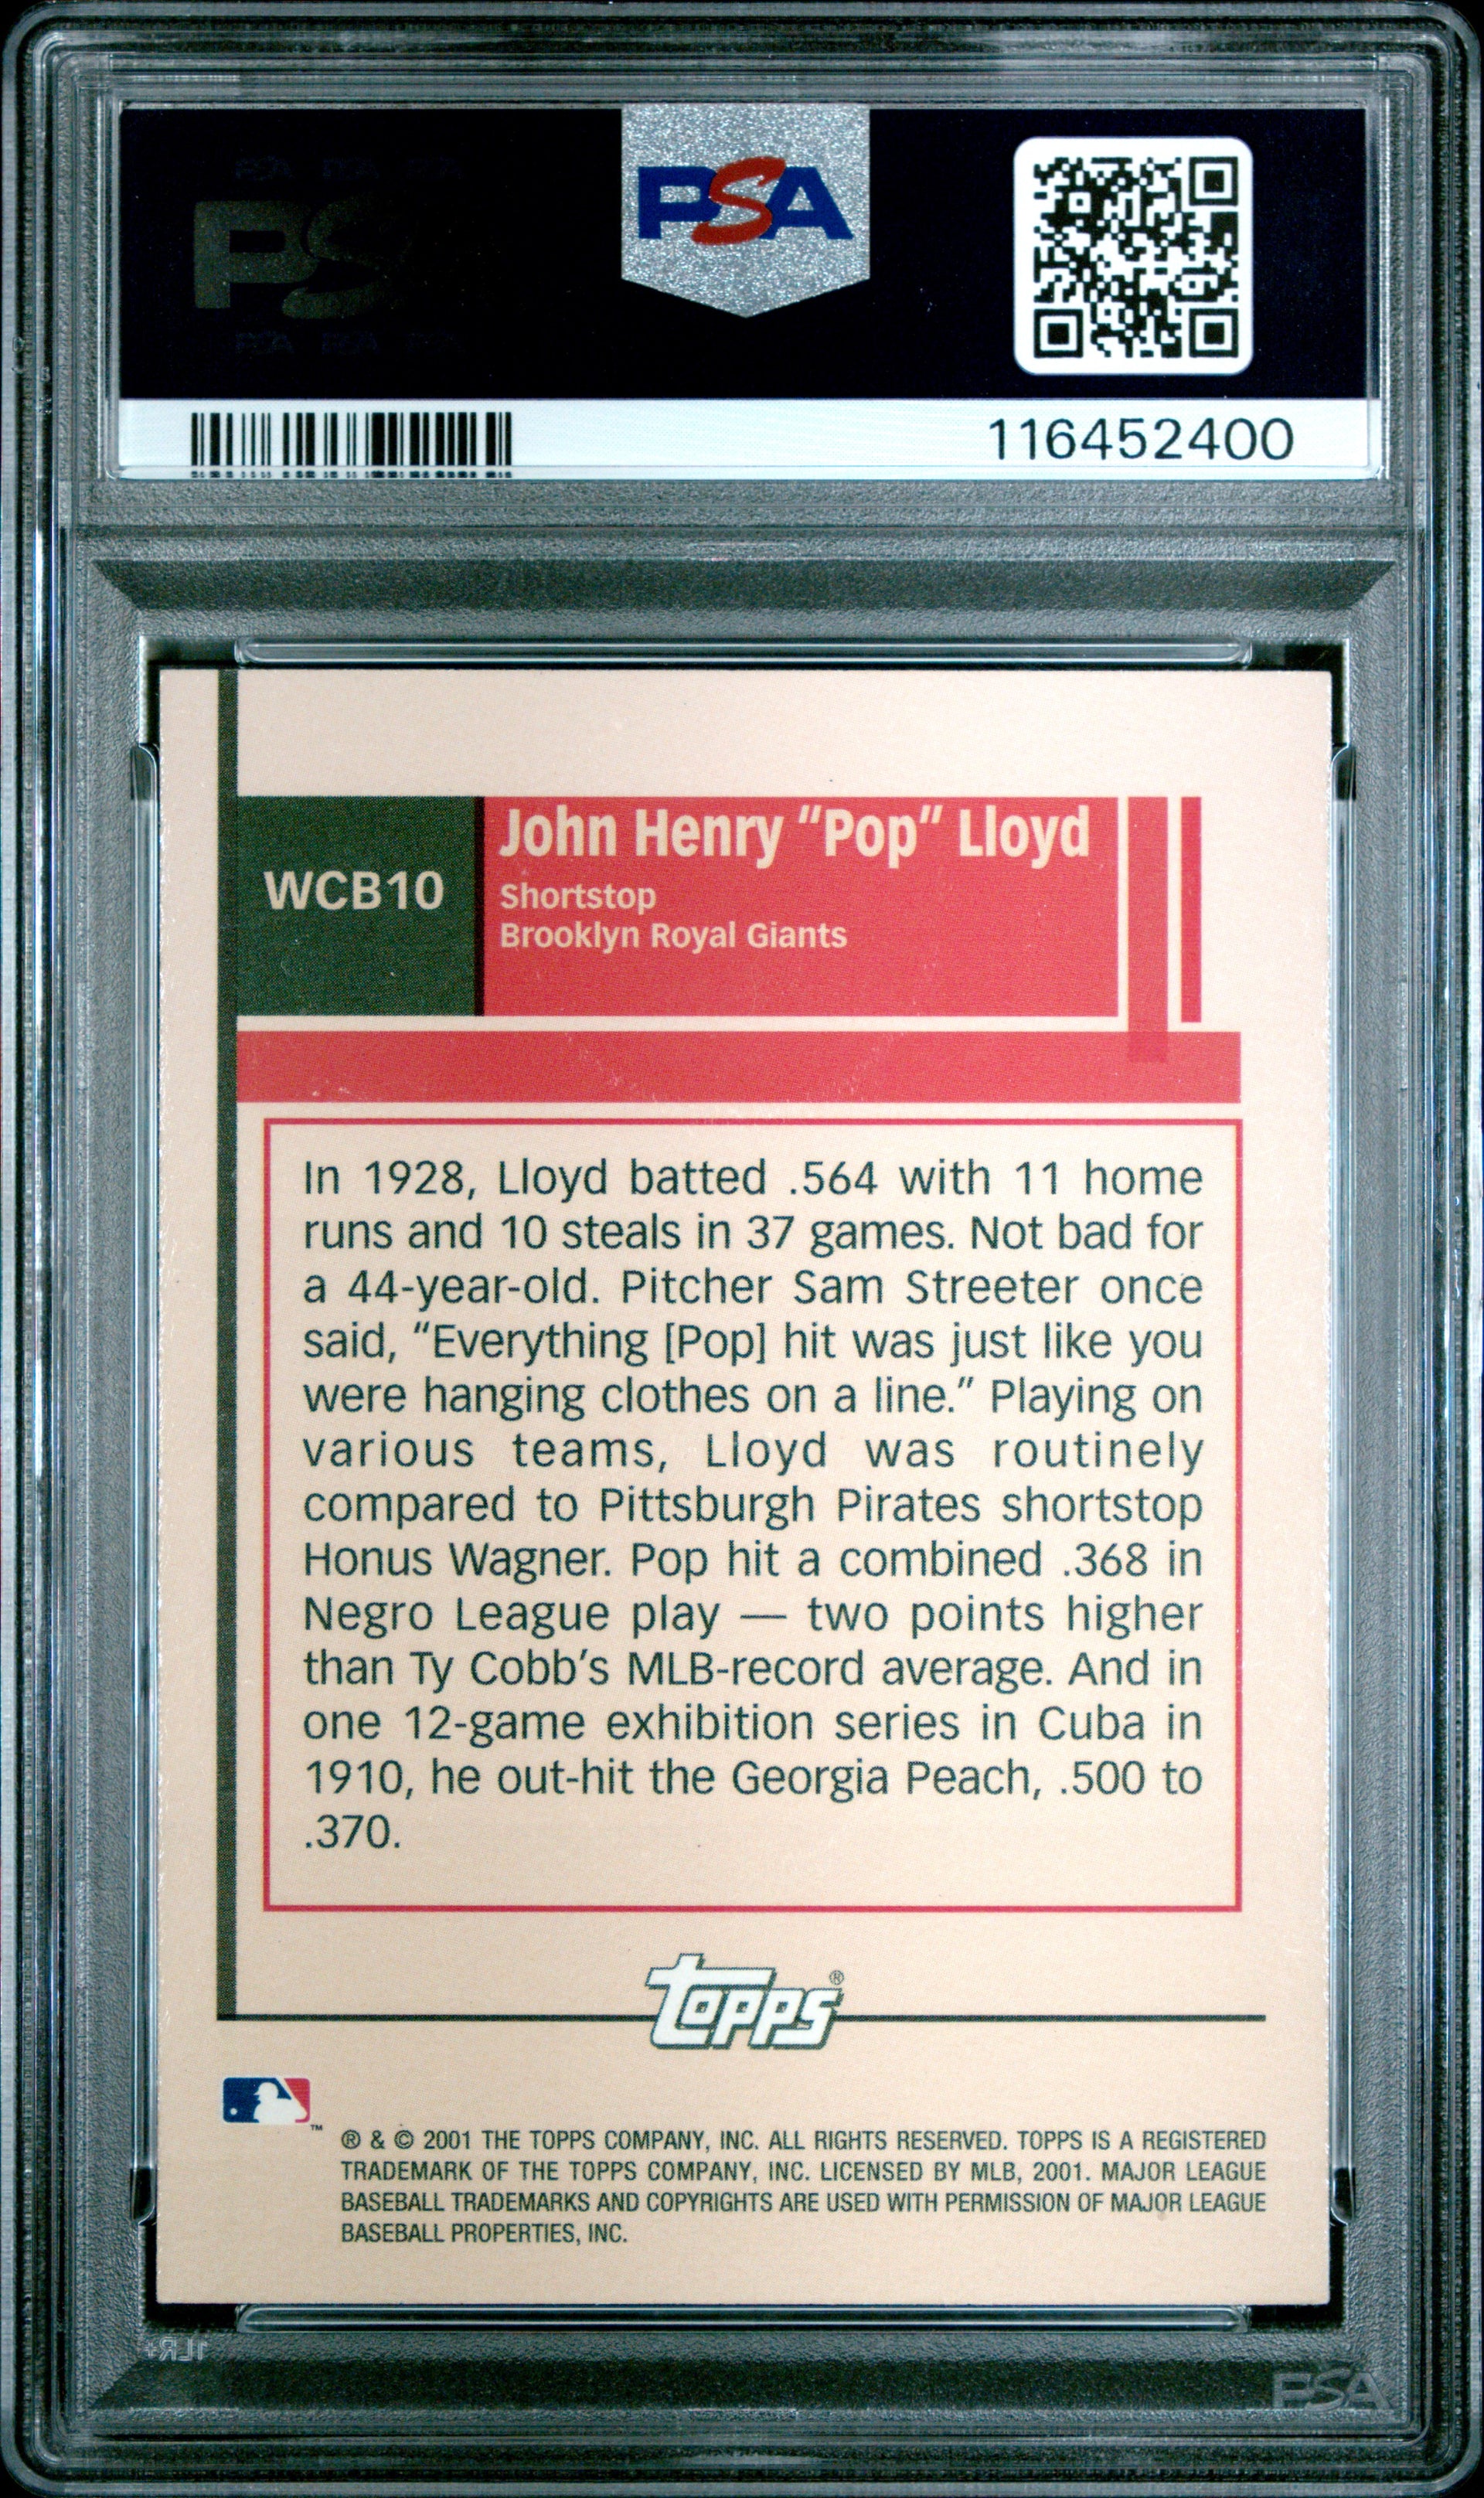 PSA
116452400
WCB10
John Henry "Pop" Lloyd
Shortstop
Brooklyn Royal Giants
In 1928, Lloyd batted .564 with 11 home
runs and 10 steals in 37 games. Not bad for
a 44-year-old. Pitcher Sam Streeter once
said, "Everything [Pop] hit was just like you
were hanging clothes on a line." Playing on
various teams, Lloyd was routinely
compared to Pittsburgh Pirates shortstop
Honus Wagner. Pop hit a combined .368 in
Negro League play — two points higher
than Ty Cobb's MLB-record average. And in
one 12-game exhibition series in Cuba in
1910, he out-hit the Georgia Peach, .500 to
.370.
Topps®
™
® & © 2001 THE TOPPS COMPANY, INC. ALL RIGHTS RESERVED. TOPPS IS A REGISTERED
TRADEMARK OF THE TOPPS COMPANY, INC. LICENSED BY MLB, 2001. MAJOR LEAGUE
BASEBALL TRADEMARKS AND COPYRIGHTS ARE USED WITH PERMISSION OF MAJOR LEAGUE
BASEBALL PROPERTIES, INC.
PSA